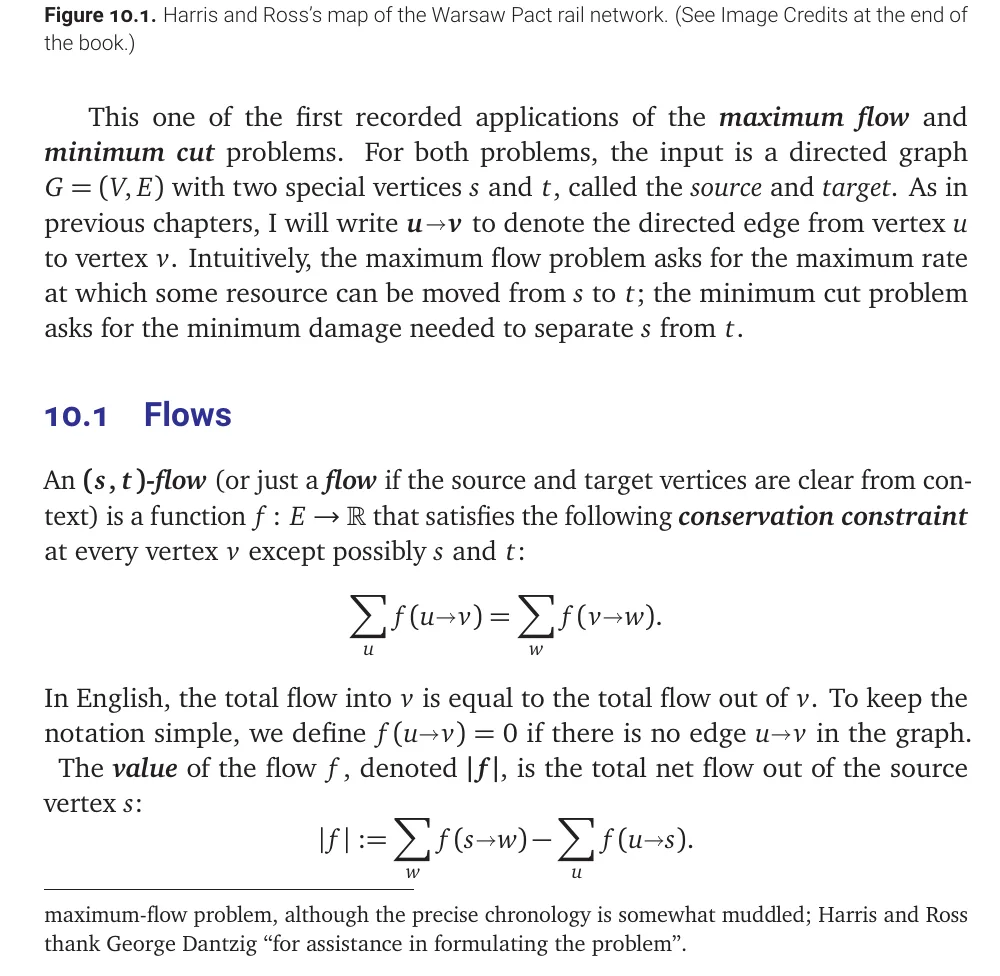 Figure 10.1. Harris and Ross’s map of the Warsaw Pact rail network. (See Image Credits at the end of
the book.)
This one of the first recorded applications of the maximum flow and
minimum cut problems. For both problems, the input is a directed graph
G = (V, E) with two special vertices s and t, called the source and target. As in
previous chapters, I will write u→v to denote the directed edge from vertex u
to vertex v. Intuitively, the maximum flow problem asks for the maximum rate
at which some resource can be moved from s to t; the minimum cut problem
asks for the minimum damage needed to separate s from t.
10.1 Flows
An (s, t)-flow (or just a flow if the source and target vertices are clear from con-
text) is a function f : E → ℝ that satisfies the following conservation constraint
at every vertex v except possibly s and t:
∑ f(u→v) = ∑ f(v→w).
u w
In English, the total flow into v is equal to the total flow out of v. To keep the
notation simple, we define f(u→v) = 0 if there is no edge u→v in the graph.
The value of the flow f, denoted |f|, is the total net flow out of the source
vertex s:
|f| := ∑ f(s→w) − ∑ f(u→s).
w u
maximum-flow problem, although the precise chronology is somewhat muddled; Harris and Ross
thank George Dantzig “for assistance in formulating the problem”.